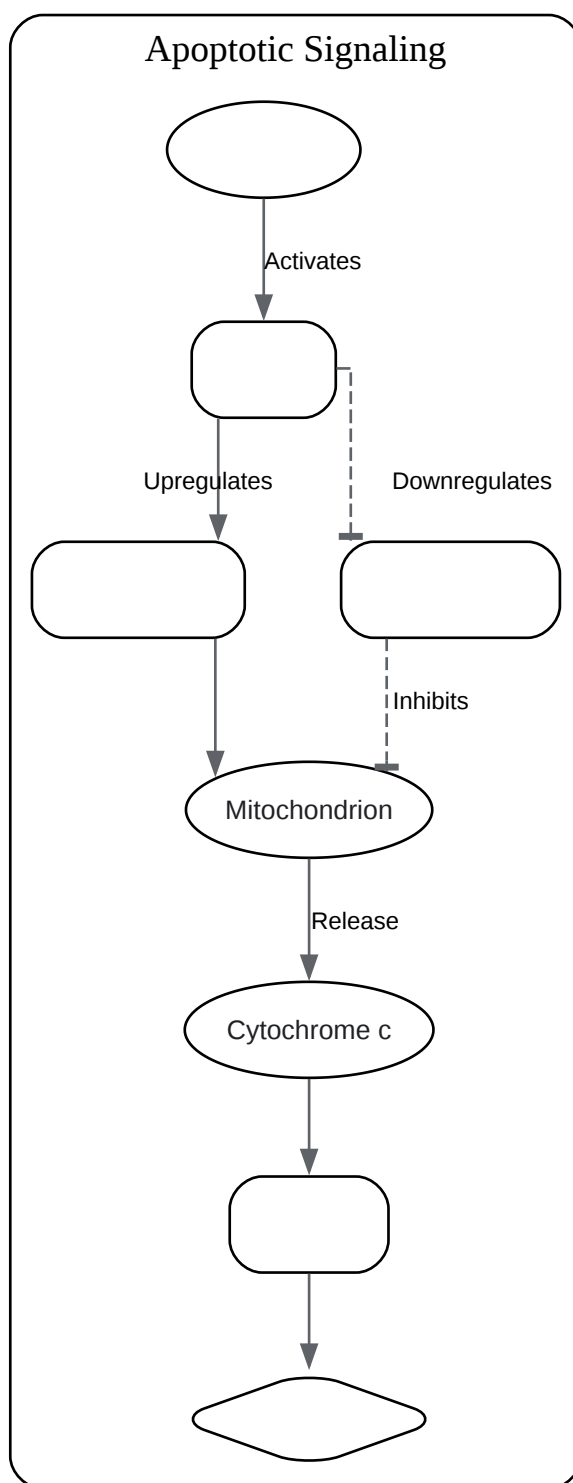 Apoptotic Signaling
Activates
Upregulates
Downregulates
Inhibits
Mitochondrion
Release
Cytochrome c